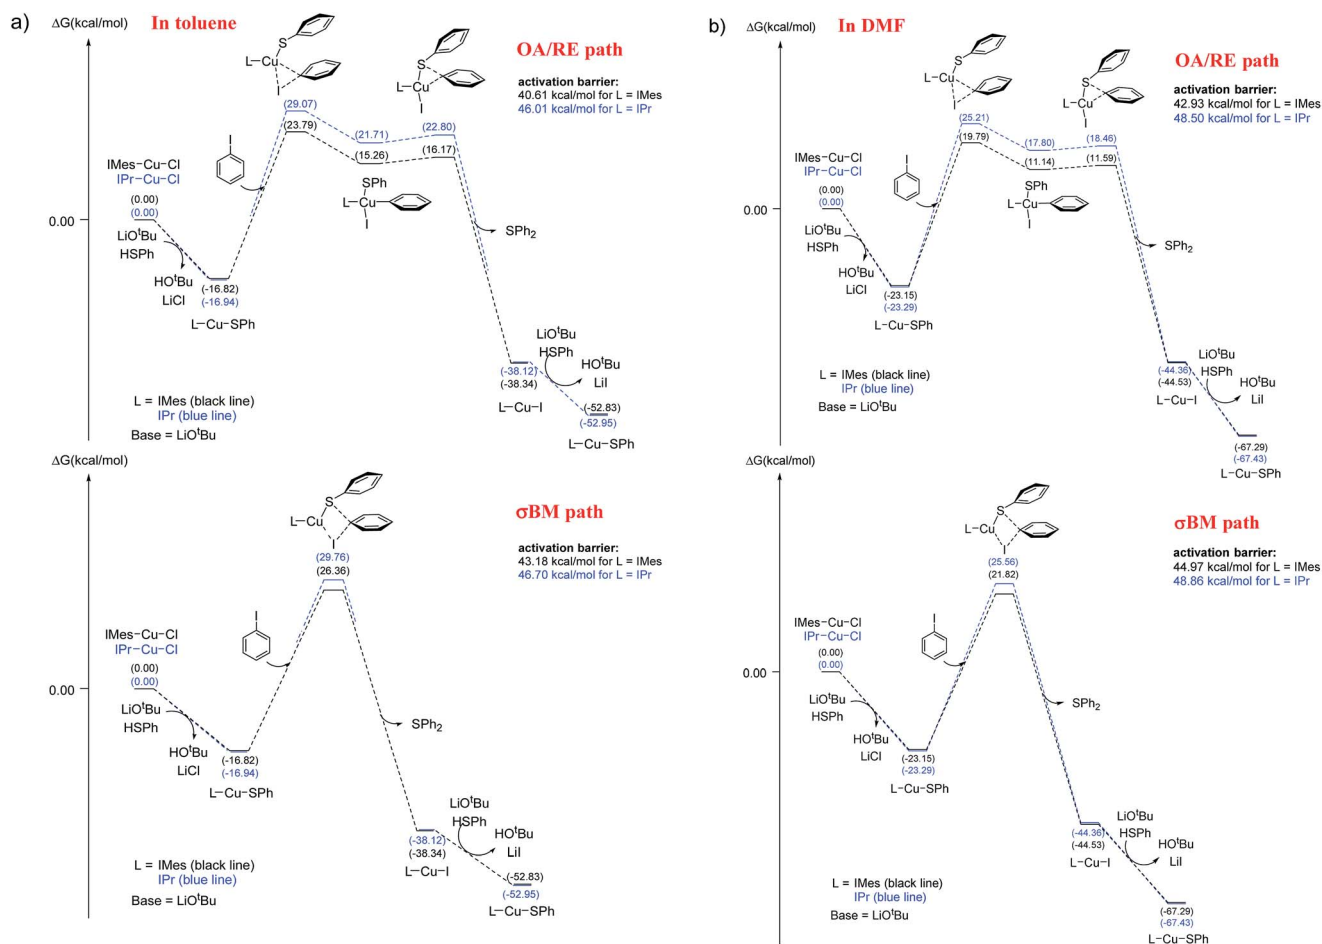 a)
ΔG(kcal/mol)
In toluene
OA/RE path
activation barrier:
40.61 kcal/mol for L = IMes
46.01 kcal/mol for L = IPr
S
L-Cu
I
S
L-Cu
I
(29.07)
(23.79)
(21.71)
(22.80)
(15.26)
(16.17)
I
SPh
L-Cu
I
IMes-Cu-Cl
IPr-Cu-Cl
(0.00)
(0.00)
0.00
LiOᵗBu
HSPh
HOᵗBu
LiCl
(-16.82)
(-16.94)
L-Cu-SPh
SPh₂
LiOᵗBu
HSPh
HOᵗBu
LiI
(-38.12)
(-38.34)
L-Cu-I
(-52.83)
(-52.95)
L-Cu-SPh
L = IMes (black line)
IPr (blue line)
Base = LiOᵗBu
ΔG(kcal/mol)
σBM path
activation barrier:
43.18 kcal/mol for L = IMes
46.70 kcal/mol for L = IPr
S
L-Cu
I
(29.76)
(26.36)
I
IMes-Cu-Cl
IPr-Cu-Cl
(0.00)
(0.00)
0.00
LiOᵗBu
HSPh
HOᵗBu
LiCl
(-16.82)
(-16.94)
L-Cu-SPh
SPh₂
LiOᵗBu
HSPh
HOᵗBu
LiI
(-38.12)
(-38.34)
L-Cu-I
(-52.83)
(-52.95)
L-Cu-SPh
L = IMes (black line)
IPr (blue line)
Base = LiOᵗBu
b)
ΔG(kcal/mol)
In DMF
OA/RE path
activation barrier:
42.93 kcal/mol for L = IMes
48.50 kcal/mol for L = IPr
S
L-Cu
I
S
L-Cu
I
(25.21)
(19.79)
(17.80)
(18.46)
(11.14)
(11.59)
I
SPh
L-Cu
I
IMes-Cu-Cl
IPr-Cu-Cl
(0.00)
(0.00)
0.00
LiOᵗBu
HSPh
HOᵗBu
LiCl
(-23.15)
(-23.29)
L-Cu-SPh
SPh₂
LiOᵗBu
HSPh
HOᵗBu
LiI
(-44.36)
(-44.53)
L-Cu-I
(-67.29)
(-67.43)
L-Cu-SPh
L = IMes (black line)
IPr (blue line)
Base = LiOᵗBu
ΔG(kcal/mol)
σBM path
activation barrier:
44.97 kcal/mol for L = IMes
48.86 kcal/mol for L = IPr
S
L-Cu
I
(25.56)
(21.82)
I
IMes-Cu-Cl
IPr-Cu-Cl
(0.00)
(0.00)
0.00
LiOᵗBu
HSPh
HOᵗBu
LiCl
(-23.15)
(-23.29)
L-Cu-SPh
SPh₂
LiOᵗBu
HSPh
HOᵗBu
LiI
(-44.36)
(-44.53)
L-Cu-I
(-67.29)
(-67.43)
L-Cu-SPh
L = IMes (black line)
IPr (blue line)
Base = LiOᵗBu